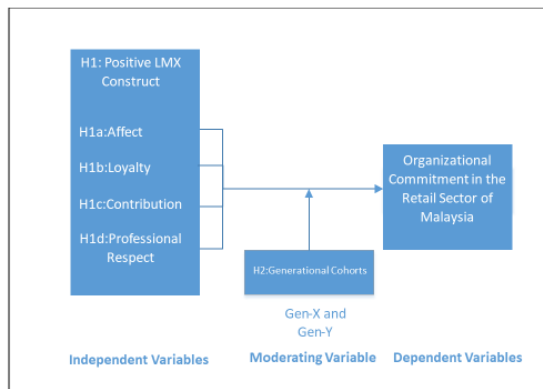 H1: Positive LMX
Construct
H1a:Affect
H1b:Loyalty
H1c:Contribution
H1d:Professional
Respect
Organizational
Commitment in the
Retail Sector of
Malaysia
H2:Generational Cohorts
Gen-X and
Gen-Y
Independent Variables
Moderating Variable
Dependent Variables